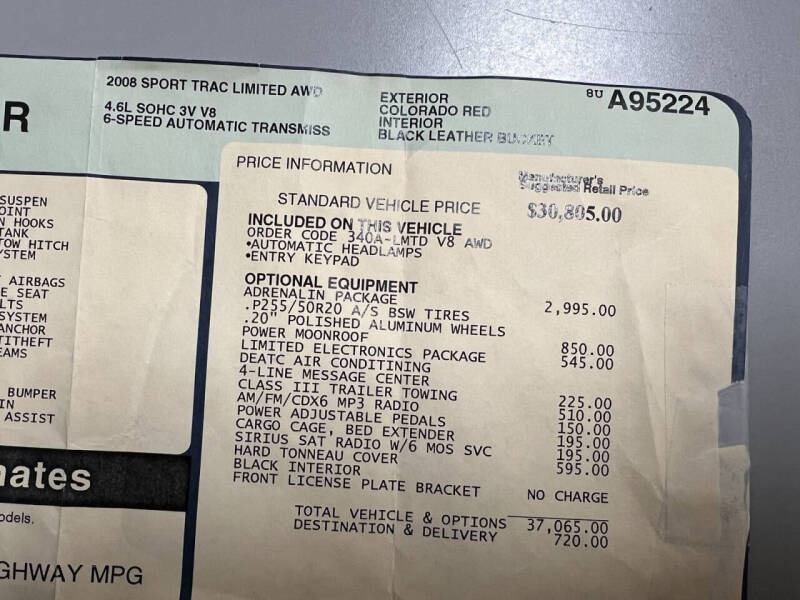 R
2008 SPORT TRAC LIMITED AWD
4.6L SOHC 3V V8
6-SPEED AUTOMATIC TRANSMISS
EXTERIOR
COLORADO RED
INTERIOR
BLACK LEATHER BUCKET
8U A95224
SUSPEN
OINT
N HOOKS
TANK
TOW HITCH
YSTEM
AIRBAGS
E SEAT
LTS
SYSTEM
ANCHOR
TITHEFT
EAMS
BUMPER
IN
ASSIST
mates
odels.
GHWAY MPG
PRICE INFORMATION
Manufacturer's
Suggested Retail Price
STANDARD VEHICLE PRICE $30,805.00
INCLUDED ON THIS VEHICLE
ORDER CODE 340A-LMTD V8 AWD
•AUTOMATIC HEADLAMPS
•ENTRY KEYPAD
OPTIONAL EQUIPMENT
ADRENALIN PACKAGE 2,995.00
.P255/50R20 A/S BSW TIRES
.20" POLISHED ALUMINUM WHEELS
POWER MOONROOF 850.00
LIMITED ELECTRONICS PACKAGE 545.00
DEATC AIR CONDITINING
4-LINE MESSAGE CENTER
CLASS III TRAILER TOWING 225.00
AM/FM/CDX6 MP3 RADIO 510.00
POWER ADJUSTABLE PEDALS 150.00
CARGO CAGE, BED EXTENDER 195.00
SIRIUS SAT RADIO W/6 MOS SVC 195.00
HARD TONNEAU COVER 595.00
BLACK INTERIOR
FRONT LICENSE PLATE BRACKET NO CHARGE
TOTAL VEHICLE & OPTIONS 37,065.00
DESTINATION & DELIVERY 720.00